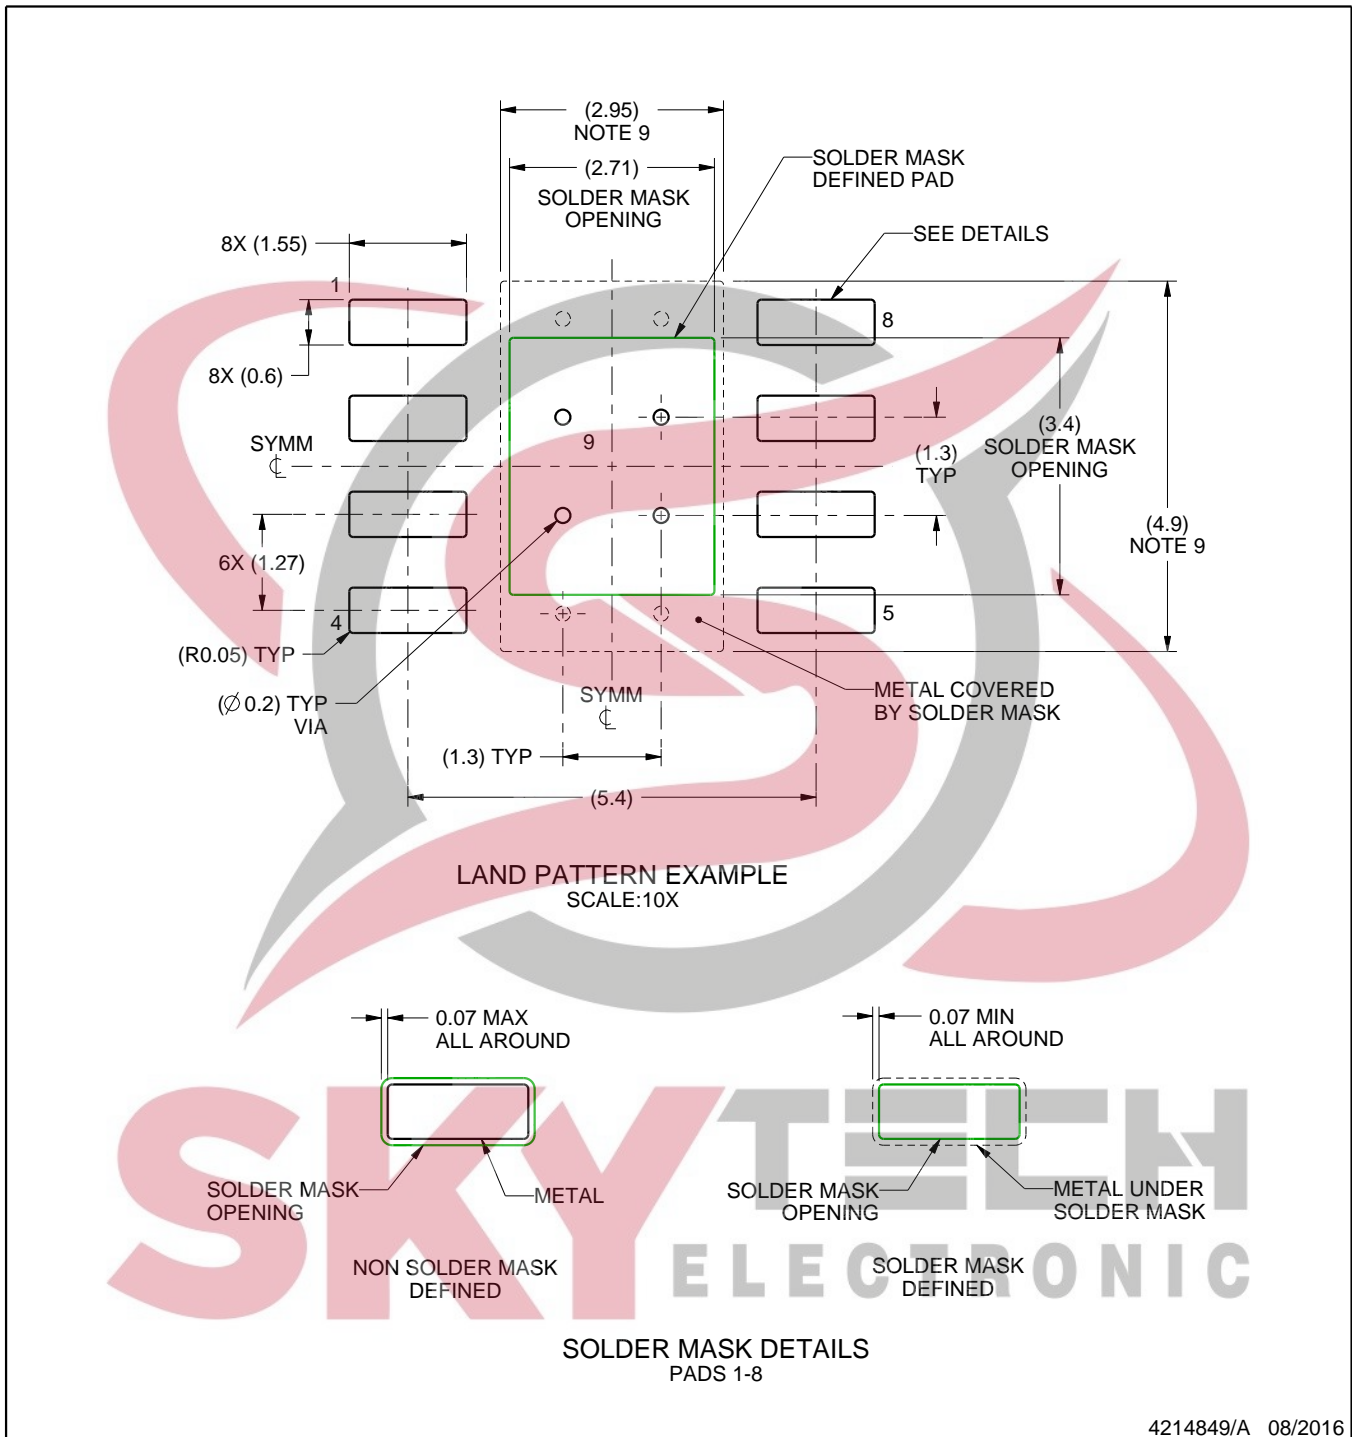 (2.95)
NOTE 9
(2.71)
SOLDER MASK
OPENING
SOLDER MASK
DEFINED PAD
8X (1.55)
SEE DETAILS
1
8
8X (0.6)
SYMM
℄
9
(1.3)
TYP
(3.4)
SOLDER MASK
OPENING
(4.9)
NOTE 9
6X (1.27)
4
5
(R0.05) TYP
(Ø 0.2) TYP
VIA
SYMM
℄
METAL COVERED
BY SOLDER MASK
(1.3) TYP
(5.4)
LAND PATTERN EXAMPLE
SCALE:10X
0.07 MAX
ALL AROUND
0.07 MIN
ALL AROUND
SOLDER MASK
OPENING
METAL
SOLDER MASK
OPENING
METAL UNDER
SOLDER MASK
NON SOLDER MASK
DEFINED
SOLDER MASK
DEFINED
SKYTECH
ELECTRONIC
SOLDER MASK DETAILS
PADS 1-8
4214849/A 08/2016